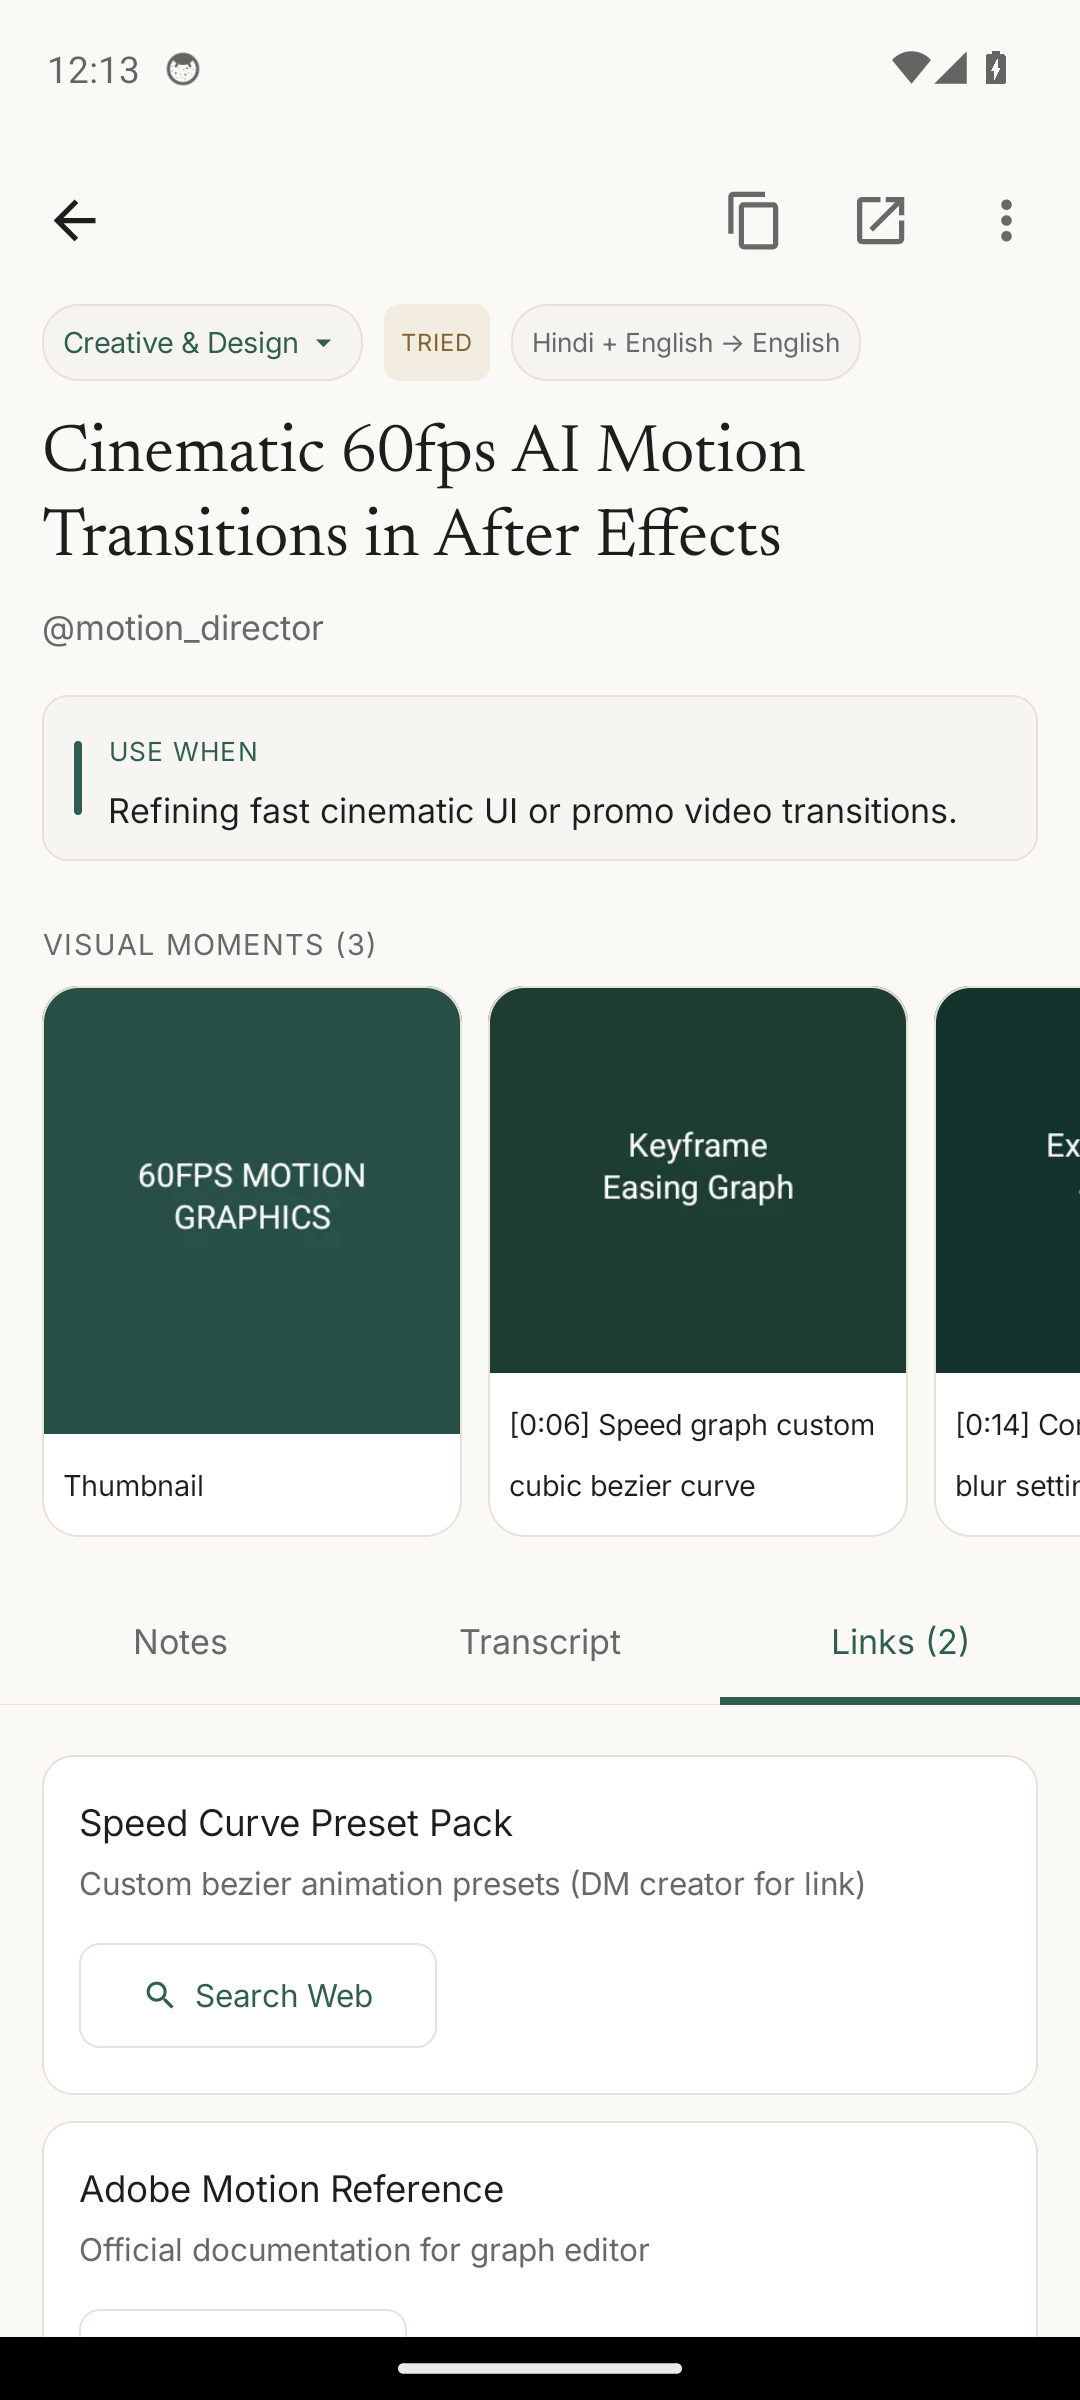 12:13
Creative & Design
TRIED
Hindi + English → English
Cinematic 60fps AI Motion
Transitions in After Effects
@motion_director
USE WHEN
Refining fast cinematic UI or promo video transitions.
VISUAL MOMENTS (3)
60FPS MOTION
GRAPHICS
Thumbnail
Keyframe
Easing Graph
[0:06] Speed graph custom
cubic bezier curve
[0:14]
blur
Notes
Transcript
Links (2)
Speed Curve Preset Pack
Custom bezier animation presets (DM creator for link)
Search Web
Adobe Motion Reference
Official documentation for graph editor